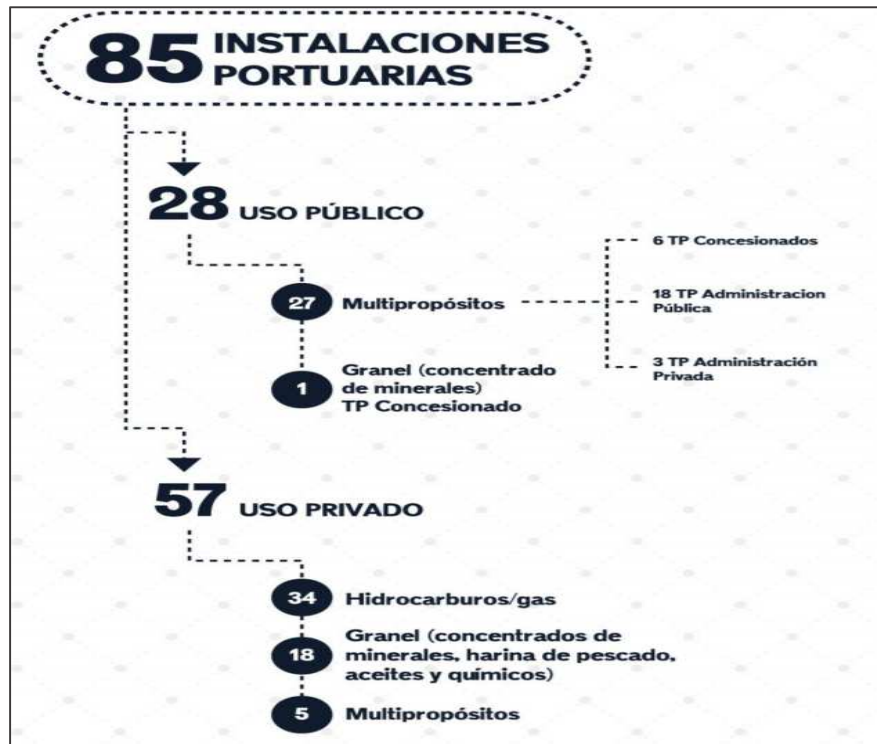 85 INSTALACIONES
PORTUARIAS
28 USO PÚBLICO
27 Multipropósitos
6 TP Concesionados
18 TP Administracion
Pública
3 TP Administración
Privada
1 Granel (concentrado
de minerales)
TP Concesionado
57 USO PRIVADO
34 Hidrocarburos/gas
18 Granel (concentrados de
minerales, harina de pescado,
aceites y químicos)
5 Multipropósitos